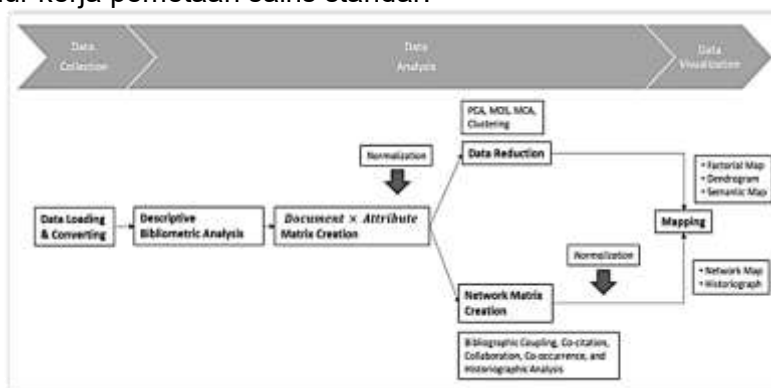 kerja pemetaan sains standar.
Data
Collection
Data
Analysis
Data
Visualization
PCA, MDS, MCA,
Clustering
Normalization
Data Reduction
• Factorial Map
• Dendrogram
• Semantic Map
Data Loading
& Converting
Descriptive
Bibliometric Analysis
Document × Attribute
Matrix Creation
Mapping
Normalization
Network Matrix
Creation
• Network Map
• Historiograph
Bibliographic Coupling, Co-citation,
Collaboration, Co-occurrence, and
Historiographic Analysis